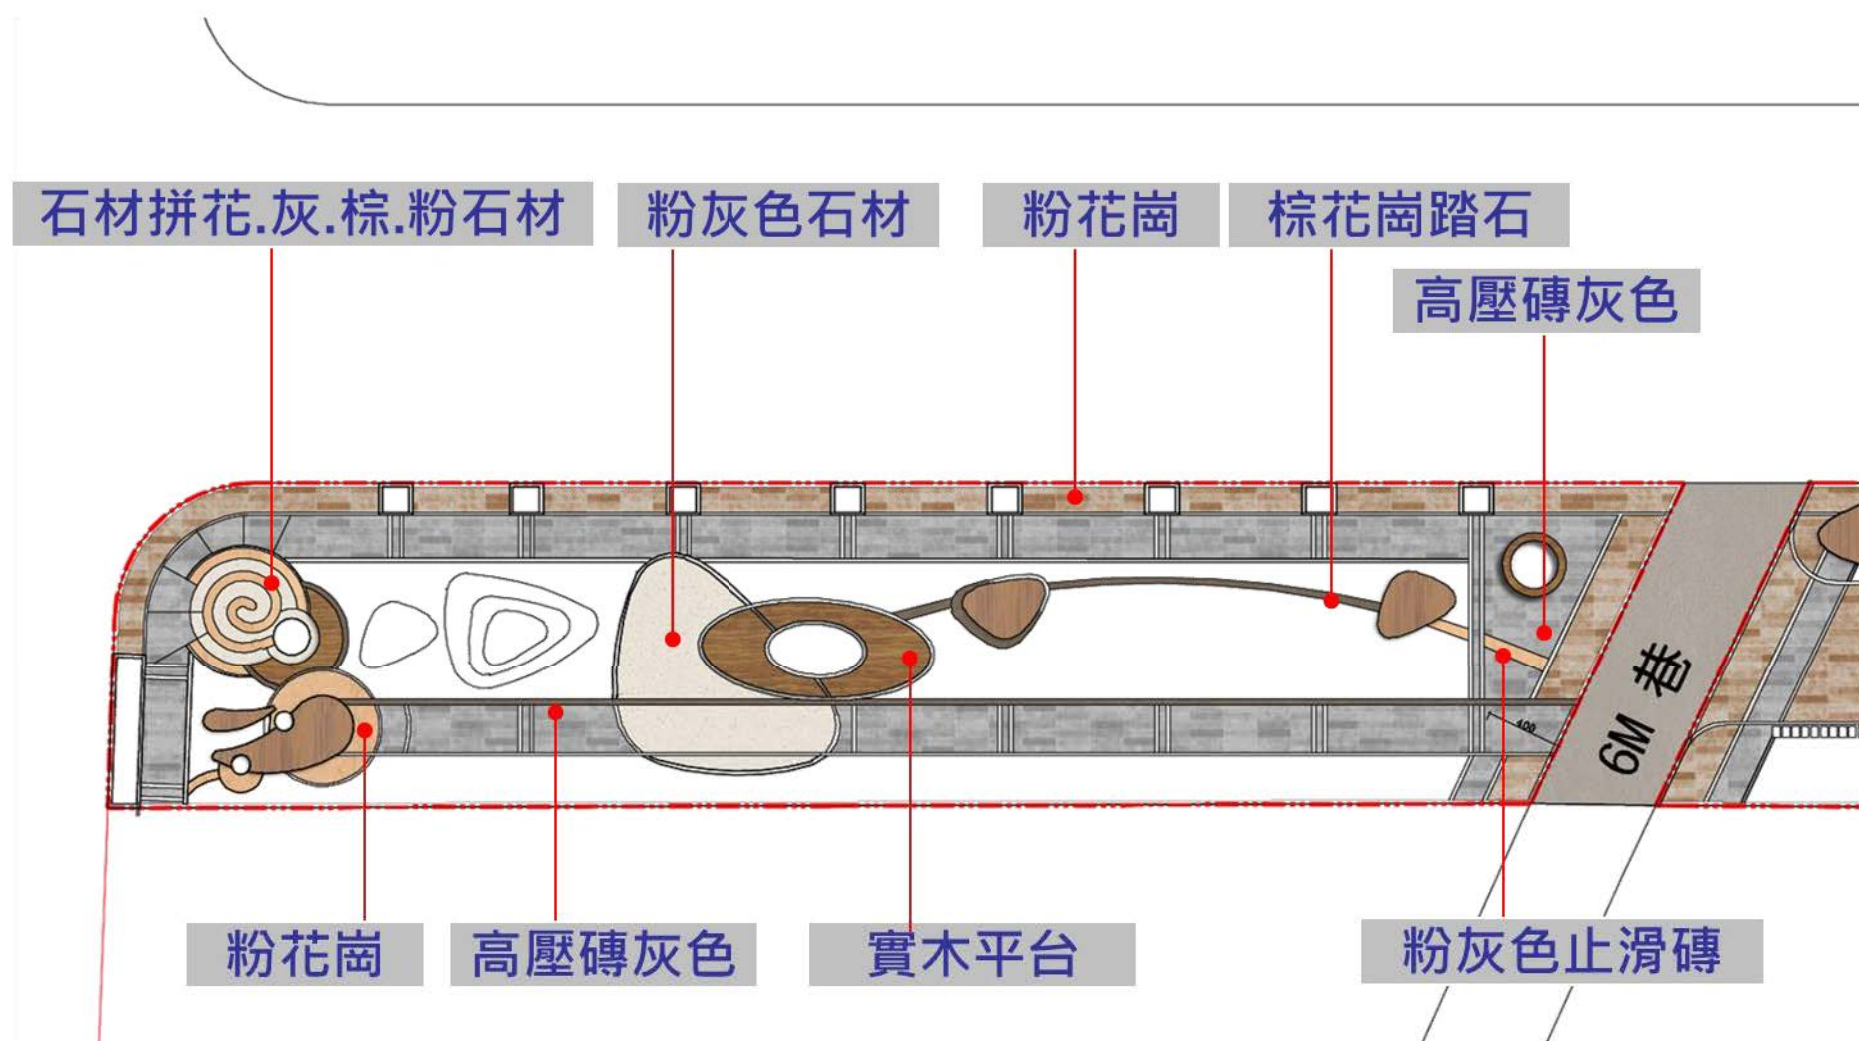 石材拼花.灰.棕.粉石材
粉灰色石材
粉花崗
棕花崗踏石
高壓磚灰色
400
6M 巷
粉花崗
高壓磚灰色
實木平台
粉灰色止滑磚